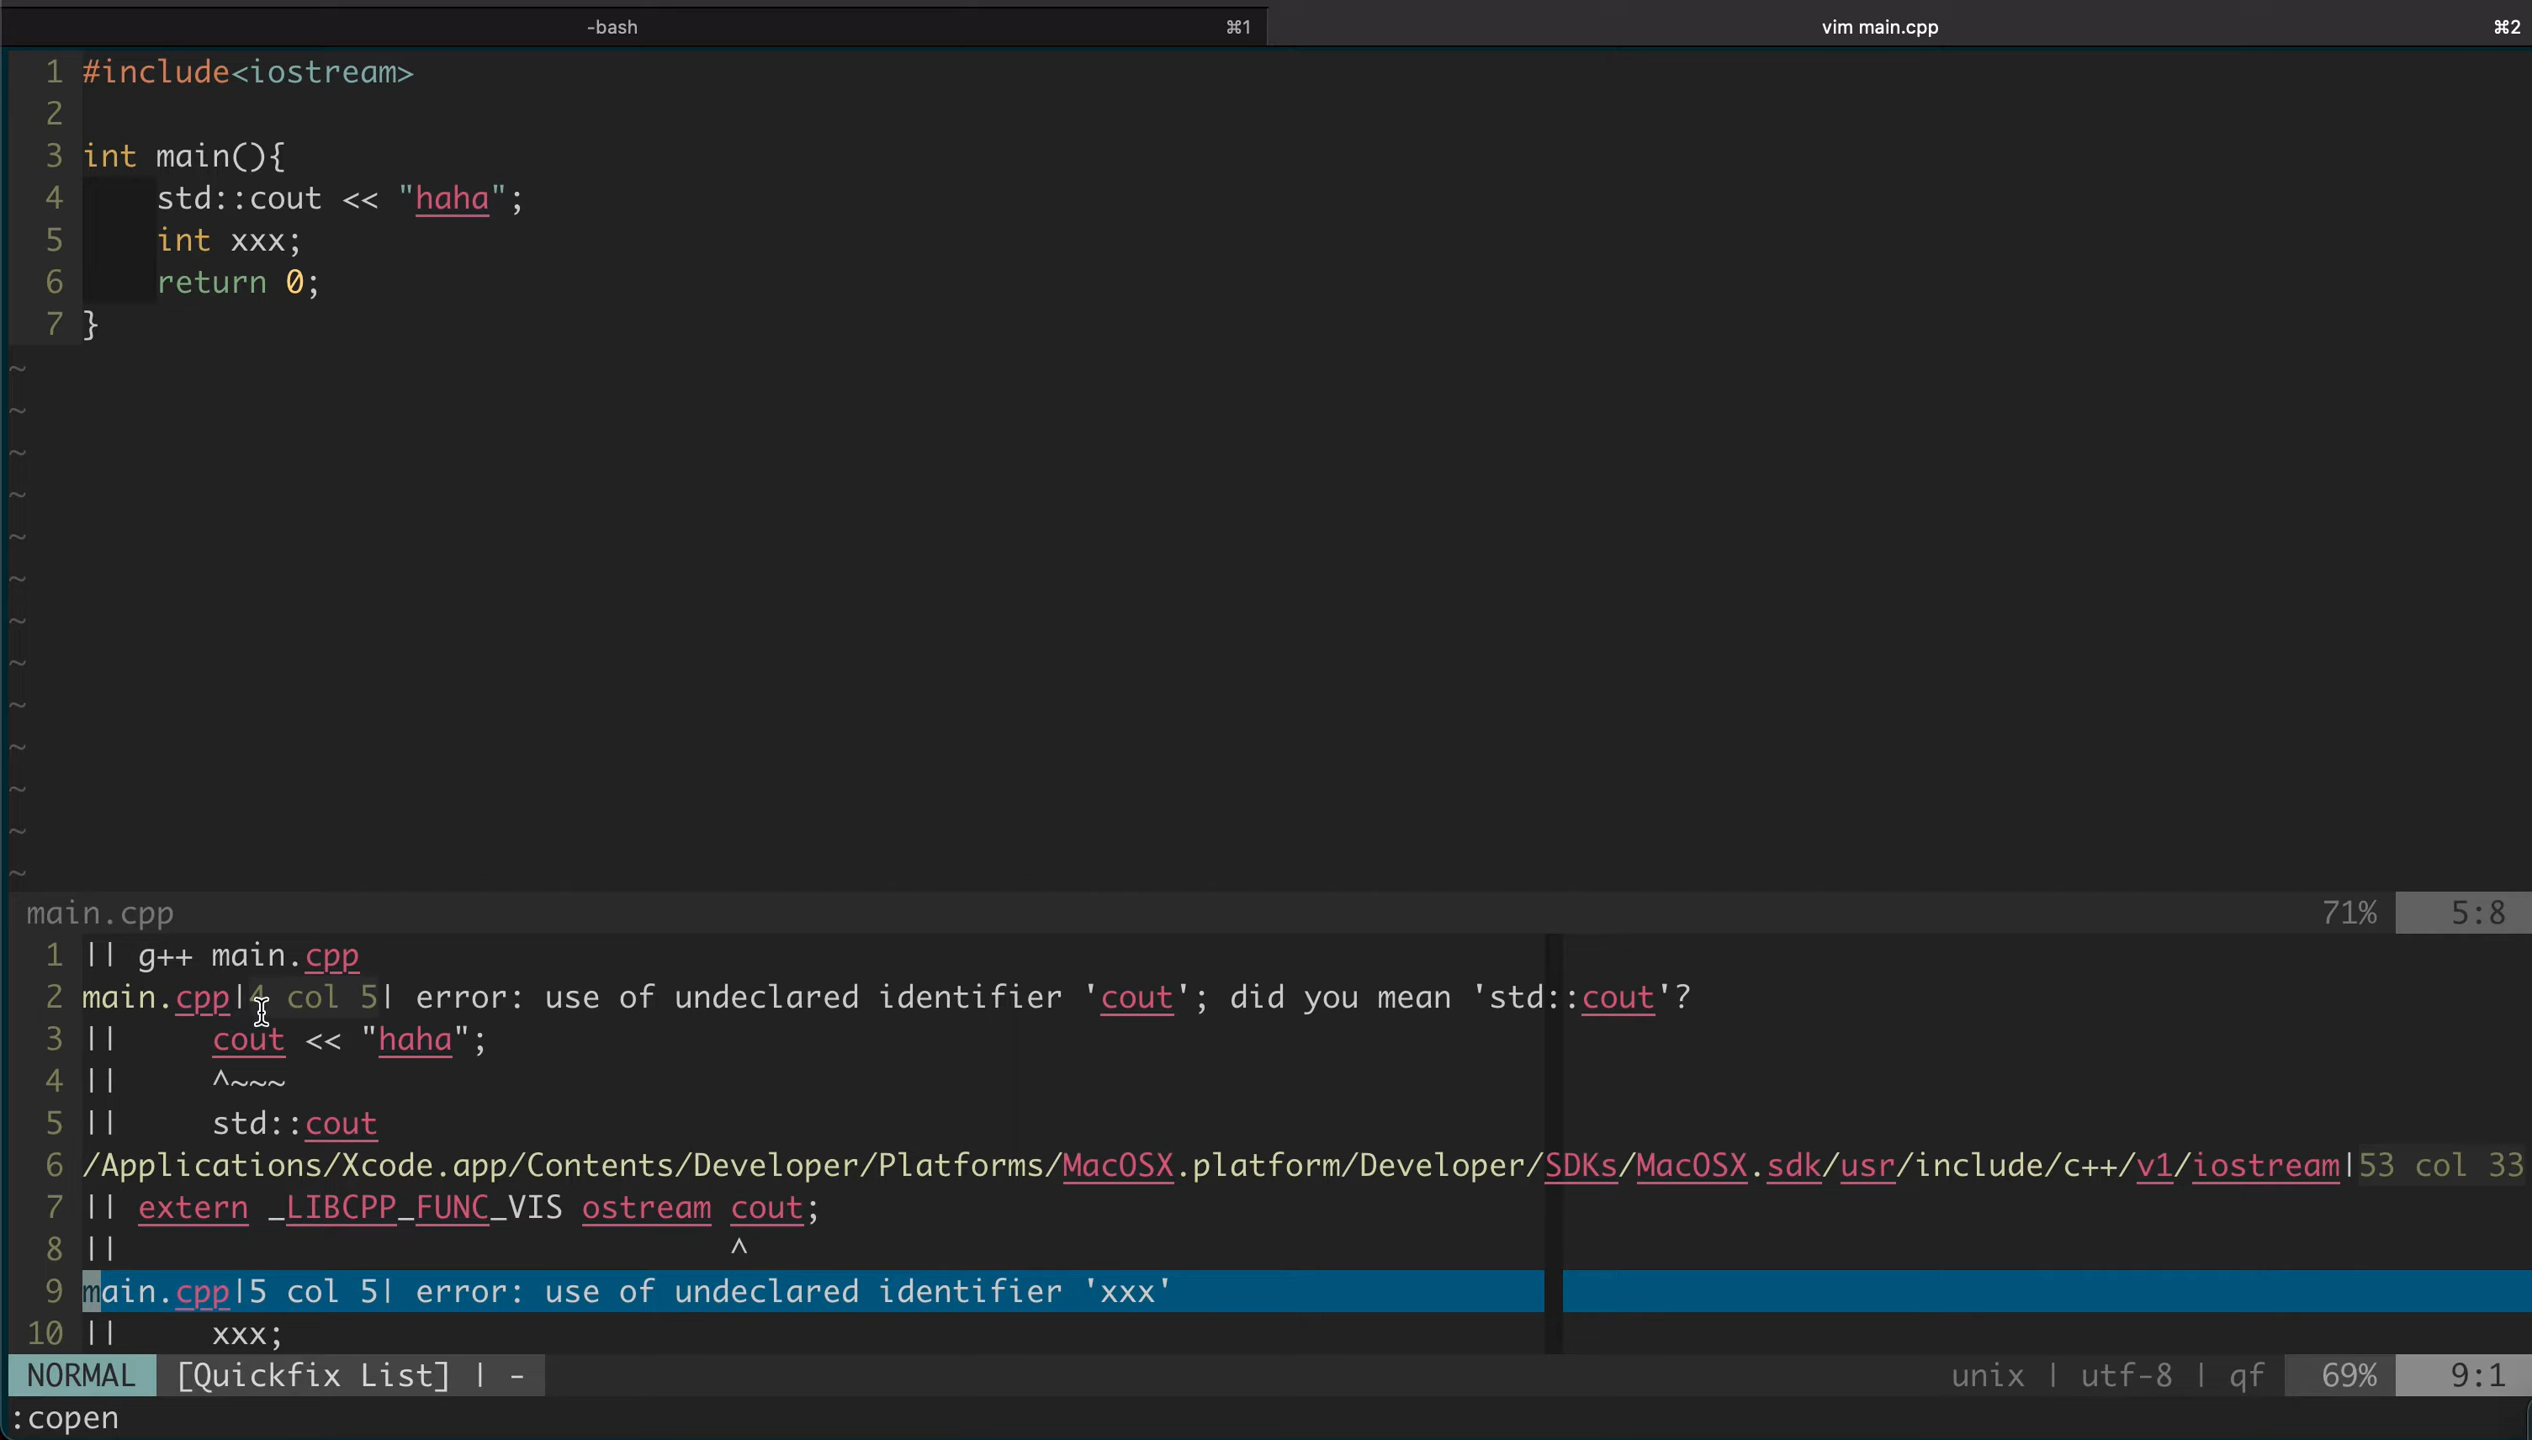 -bash ⌘1 vim main.cpp ⌘2
1 #include<iostream>
2
3 int main(){
4     std::cout << "haha";
5     int xxx;
6     return 0;
7 }
~
~
~
~
~
~
~
~
~
~
~
~
~
main.cpp 71% 5:8
1 || g++ main.cpp
2 main.cpp|4 col 5| error: use of undeclared identifier 'cout'; did you mean 'std::cout'?
3 ||     cout << "haha";
4 ||     ^~~~
5 ||     std::cout
6 /Applications/Xcode.app/Contents/Developer/Platforms/MacOSX.platform/Developer/SDKs/MacOSX.sdk/usr/include/c++/v1/iostream|53 col 33
7 || extern _LIBCPP_FUNC_VIS ostream cout;
8 ||                                 ^
9 main.cpp|5 col 5| error: use of undeclared identifier 'xxx'
10 ||     xxx;
NORMAL [Quickfix List] | - unix | utf-8 | qf 69% 9:1
:copen